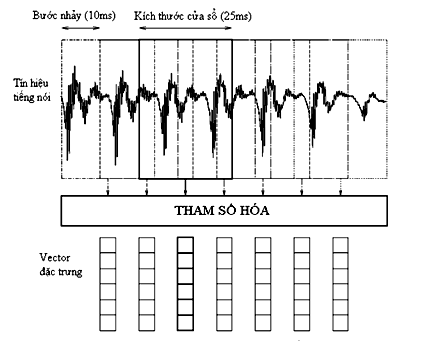 Bước nhảy (10ms)
Kích thước cửa sổ (25ms)
Tín hiệu
tiếng nói
THAM SỐ HÓA
Vector
đặc trưng